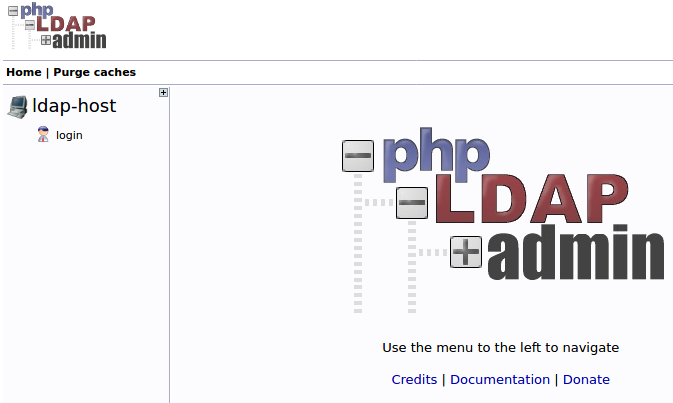 php
LDAP
admin
Home | Purge caches
ldap-host
login
php
LDAP
admin
Use the menu to the left to navigate
Credits | Documentation | Donate